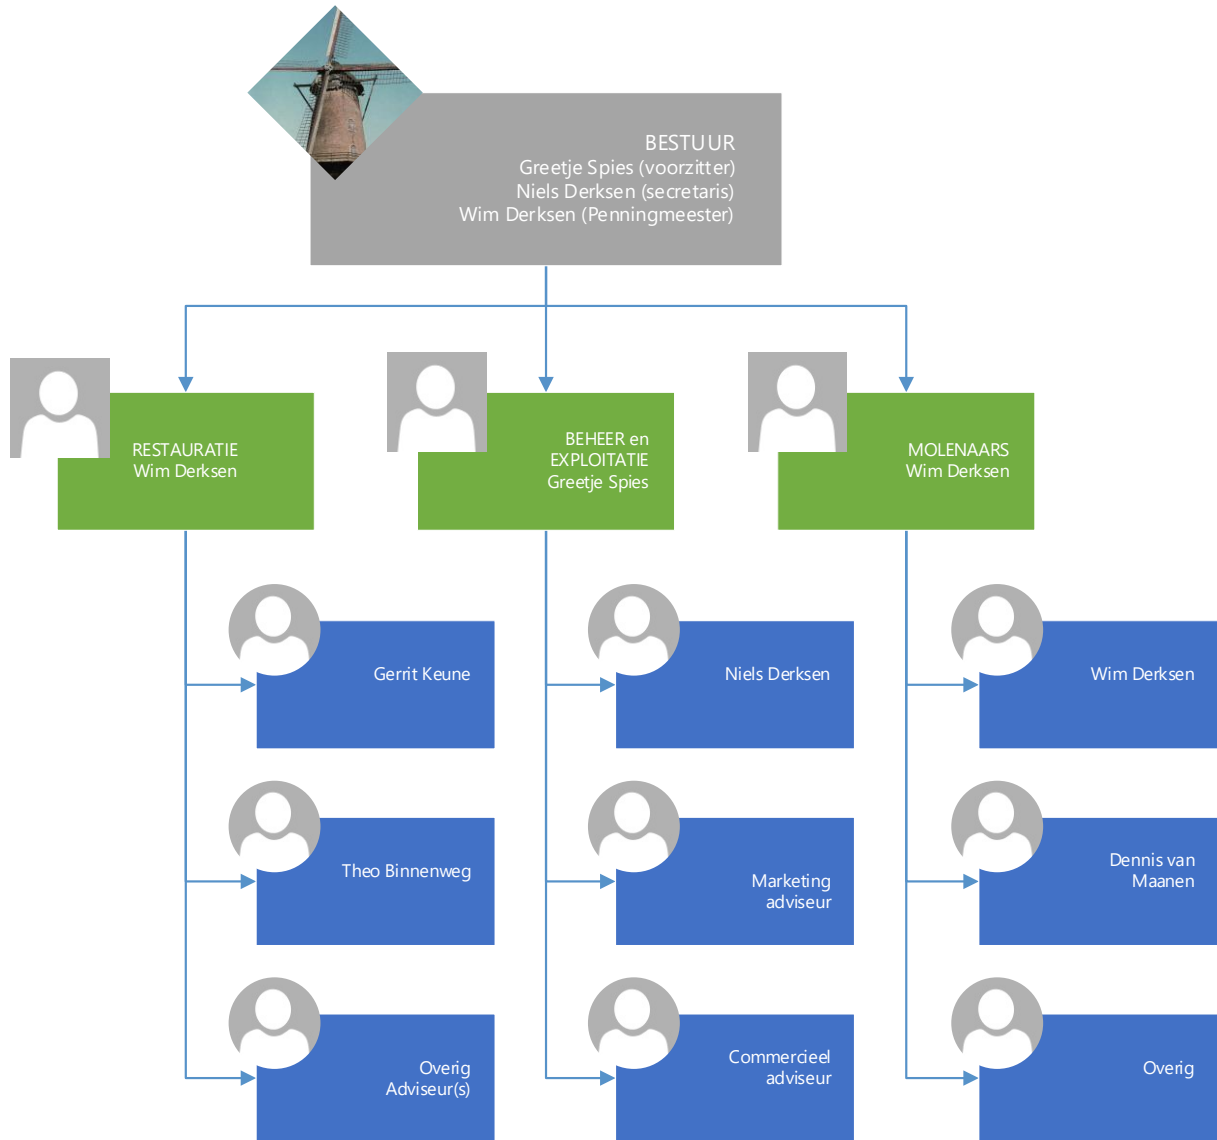 BESTUUR
Greetje Spies (voorzitter)
Niels Derksen (secretaris)
Wim Derksen (Penningmeester)
RESTAURATIE
Wim Derksen
BEHEER en
EXPLOITATIE
Greetje Spies
MOLENAARS
Wim Derksen
Gerrit Keune
Niels Derksen
Wim Derksen
Theo Binnenweg
Marketing
adviseur
Dennis van
Maanen
Overig
Adviseur(s)
Commercieel
adviseur
Overig